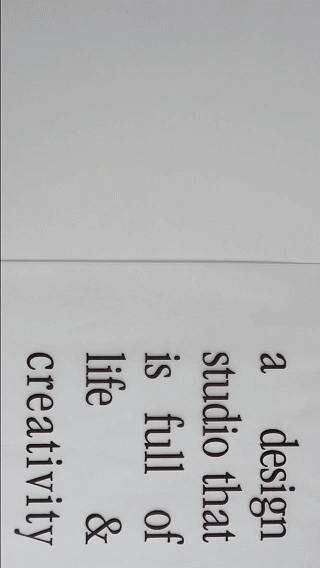 a design
studio that
is full of
life &
creativity